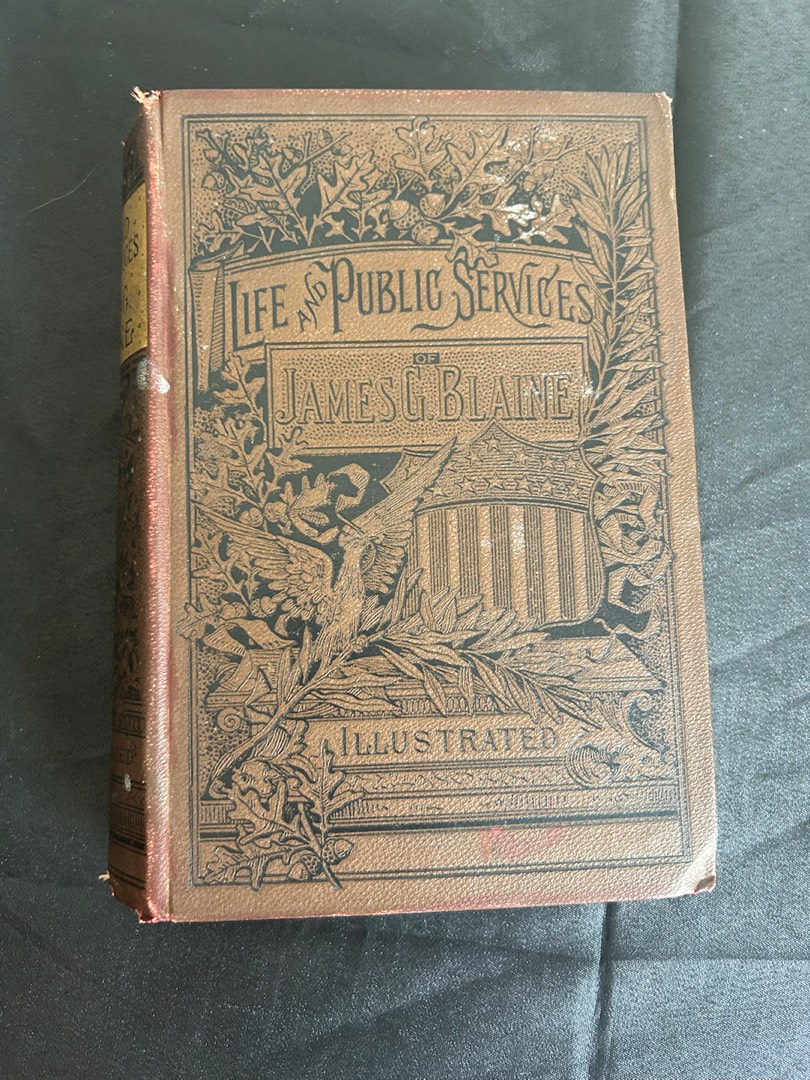 LIFE AND PUBLIC SERVICES
OF
JAMES G. BLAINE
ILLUSTRATED